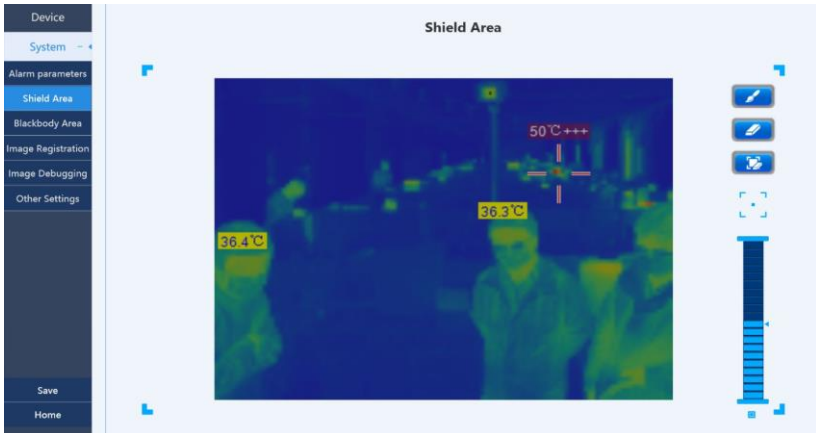 Device
System
Alarm parameters
Shield Area
Blackbody Area
Image Registration
Image Debugging
Other Settings
Save
Home
Shield Area
50℃+++
36.3℃
36.4℃